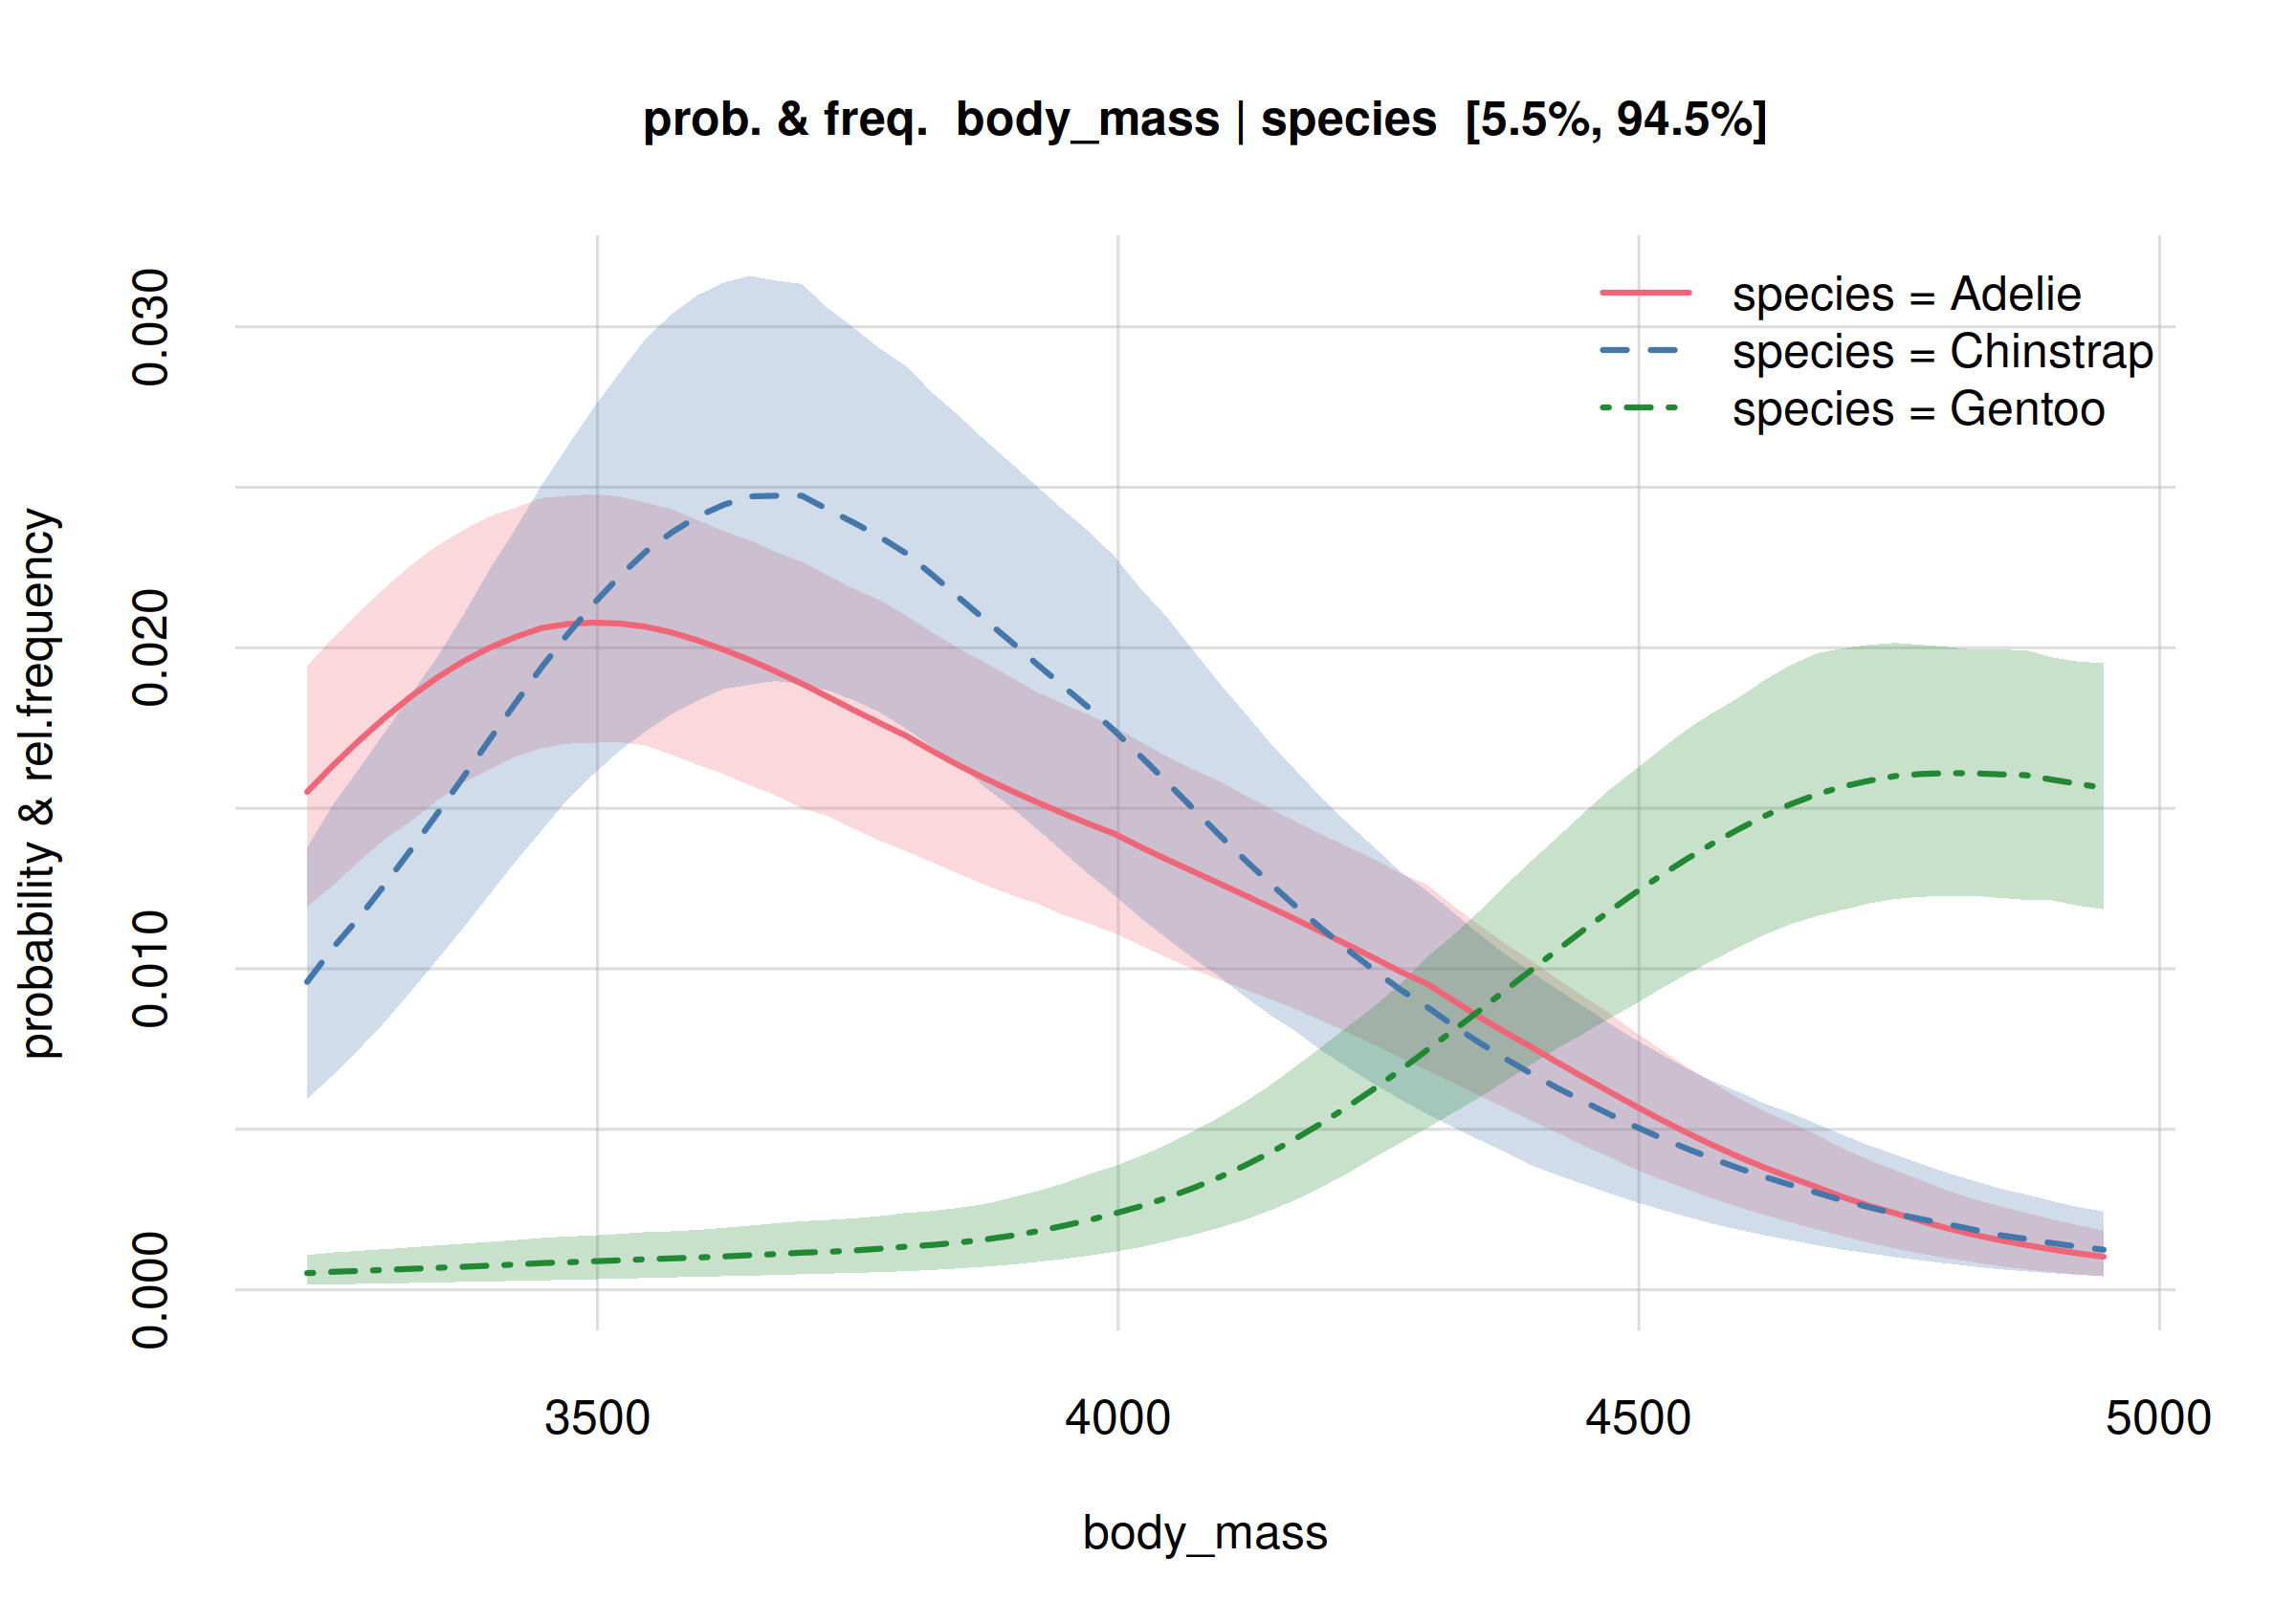 prob. & freq.  body_mass | species  [5.5%, 94.5%]
species = Adelie
species = Chinstrap
species = Gentoo
probability & rel.frequency
0.030
0.020
0.010
0.000
3500
4000
4500
5000
body_mass